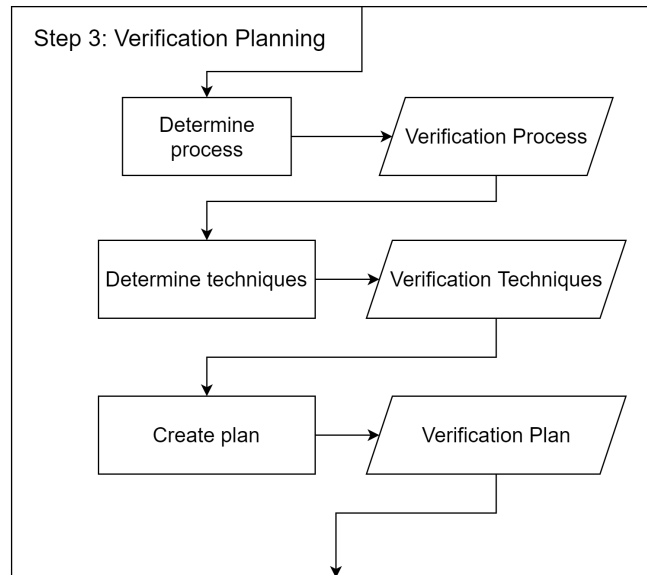 Step 3: Verification Planning
Determine
process
Verification Process
Determine techniques
Verification Techniques
Create plan
Verification Plan